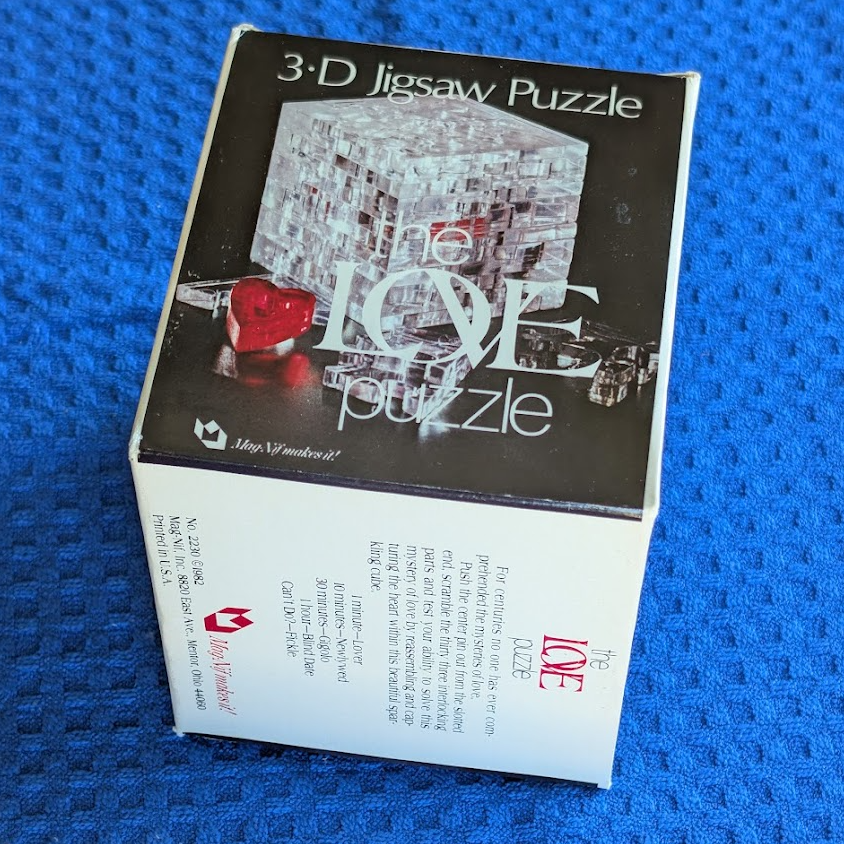 3·D Jigsaw Puzzle
the
LOVE
puzzle
Mag-Nif makes it!
the
LOVE
puzzle
For centuries no one has ever com-
prehended the mysteries of love.
Push the center pin out from the slotted
end, scramble the thirty three interlocking
parts and test your ability to solve this
mystery of love by reassembling and cap-
turing the heart within this beautiful spar-
kling cube.
1 minute—Lover
10 minutes—Newlywed
30 minutes—Gigolo
1 hour—Blind Date
Can't Do?—Fickle
Mag-Nif makes it!
No. 2230 ©1982
Mag-Nif, Inc. 8820 East Ave., Mentor, Ohio 44060
Printed in U.S.A.